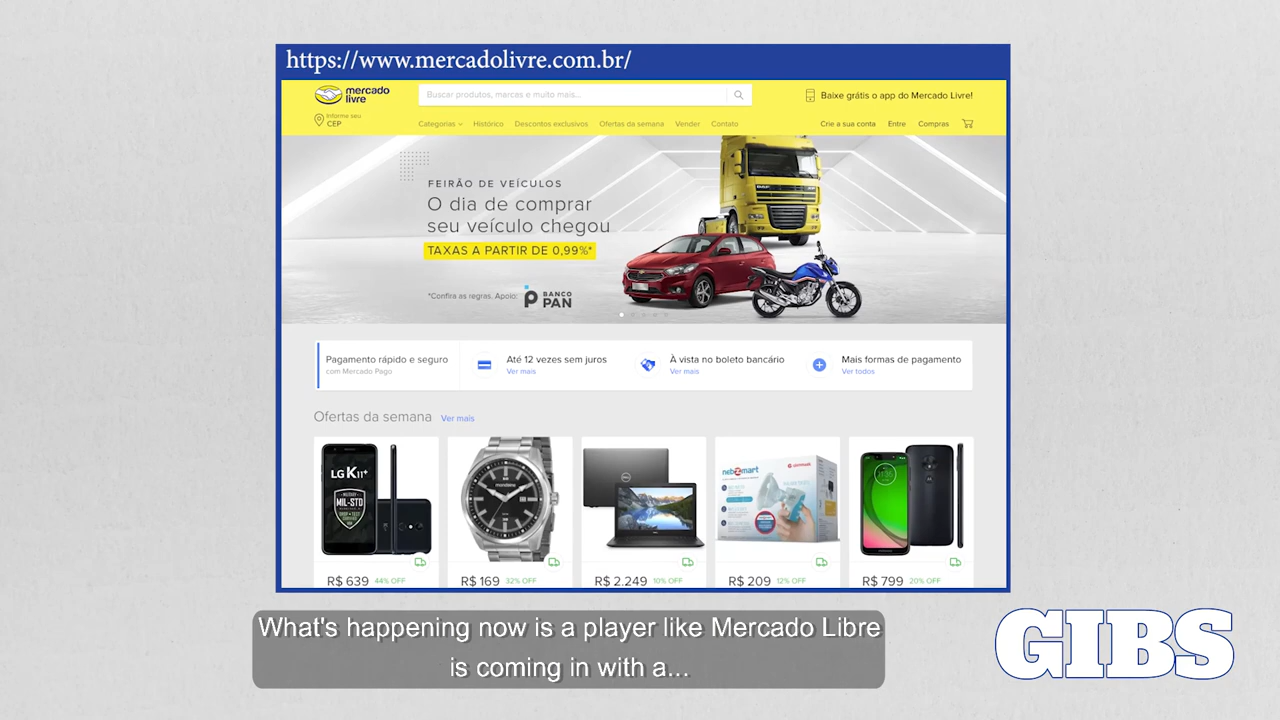 https://www.mercadolivre.com.br/
mercado
livre
Buscar produtos, marcas e muito mais...
Baixe grátis o app do Mercado Livre!
Informe seu
CEP
Categorias Histórico Descontos exclusivos Ofertas da semana Vender Contato
Crie a sua conta Entre Compras
FEIRÃO DE VEÍCULOS
O dia de comprar
seu veículo chegou
TAXAS A PARTIR DE 0,99%*
*Confira as regras. Apoio: BANCO
PAN
Pagamento rápido e seguro
com Mercado Pago
Até 12 vezes sem juros
Ver mais
À vista no boleto bancário
Ver mais
Mais formas de pagamento
Ver todos
Ofertas da semana Ver mais
LG K11+
MIL-STD
DELL
R$ 639 44% OFF
R$ 169 32% OFF
R$ 2.249 10% OFF
R$ 209 12% OFF
R$ 799 20% OFF
What's happening now is a player like Mercado Libre
is coming in with a...
GIBS